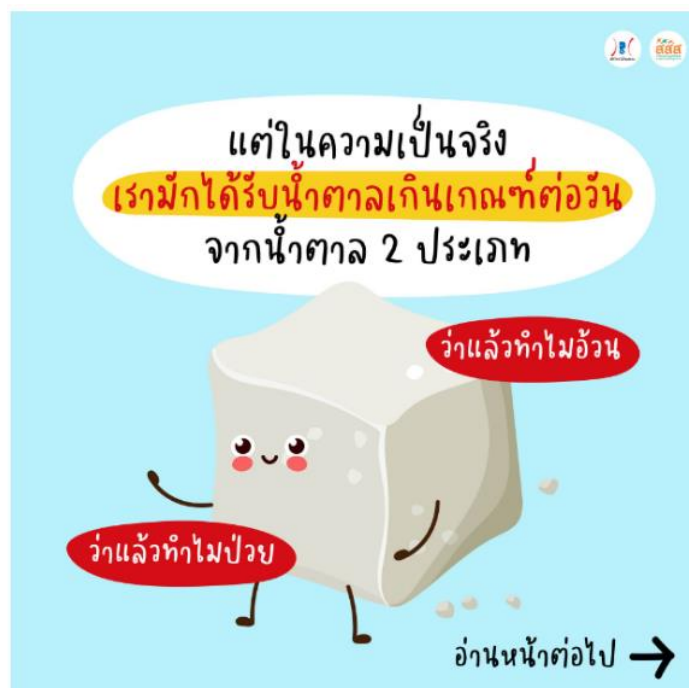 สสส
แต่ในความเป็นจริง
เรามักได้รับน้ำตาลเกินเกณฑ์ต่อวัน
จากน้ำตาล 2 ประเภท
ว่าแล้วทำไมอ้วน
ว่าแล้วทำไมป่วย
อ่านหน้าต่อไป